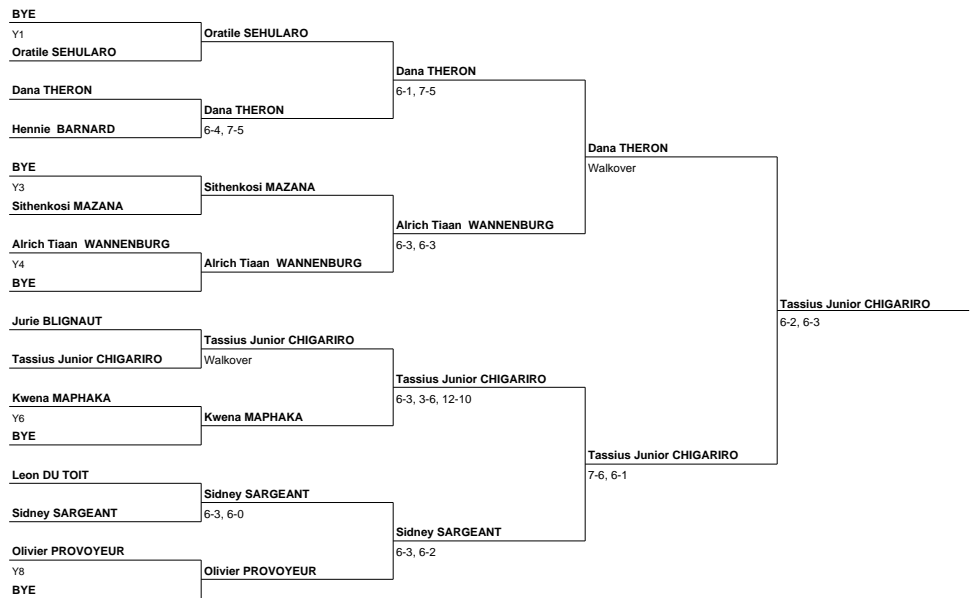 BYE
Y1
Oratile SEHULARO
Oratile SEHULARO
Dana THERON
6-1, 7-5
Dana THERON
Hennie BARNARD
Dana THERON
6-4, 7-5
Dana THERON
Walkover
BYE
Y3
Sithenkosi MAZANA
Sithenkosi MAZANA
Alrich Tiaan WANNENBURG
6-3, 6-3
Alrich Tiaan WANNENBURG
Y4
BYE
Alrich Tiaan WANNENBURG
Tassius Junior CHIGARIRO
6-2, 6-3
Jurie BLIGNAUT
Tassius Junior CHIGARIRO
Tassius Junior CHIGARIRO
Walkover
Tassius Junior CHIGARIRO
6-3, 3-6, 12-10
Kwena MAPHAKA
Y6
BYE
Kwena MAPHAKA
Tassius Junior CHIGARIRO
7-6, 6-1
Leon DU TOIT
Sidney SARGEANT
Sidney SARGEANT
6-3, 6-0
Sidney SARGEANT
6-3, 6-2
Olivier PROVOYEUR
Y8
BYE
Olivier PROVOYEUR